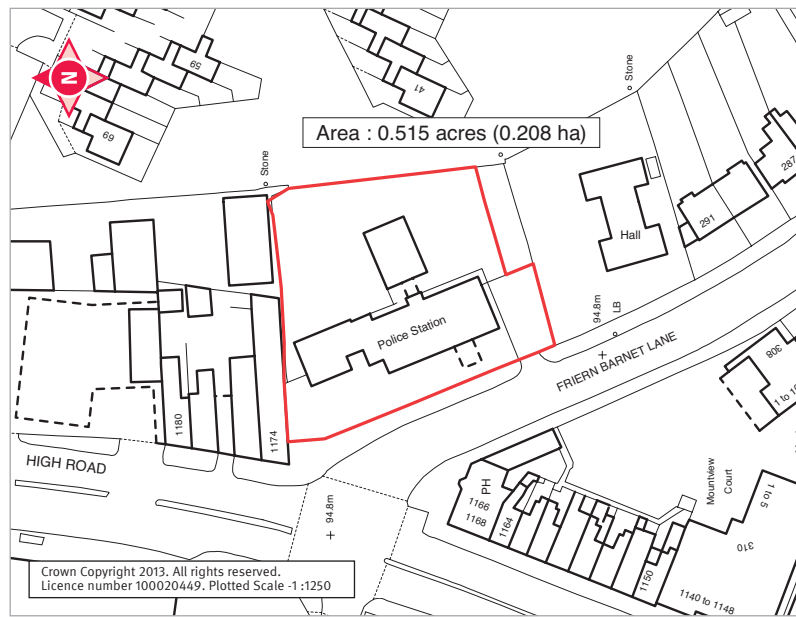 59
41
Stone
N
69
Area : 0.515 acres (0.208 ha)
Stone
287
291
Hall
94.8m
LB
Police Station
FRIERN BARNET LANE
308
1 to 1
1180
1174
HIGH ROAD
PH
1166
1168
1164
94.8m
Mountview
Court
1 to 5
310
1150
1140 to 1148
Crown Copyright 2013. All rights reserved.
Licence number 100020449. Plotted Scale -1 :1250